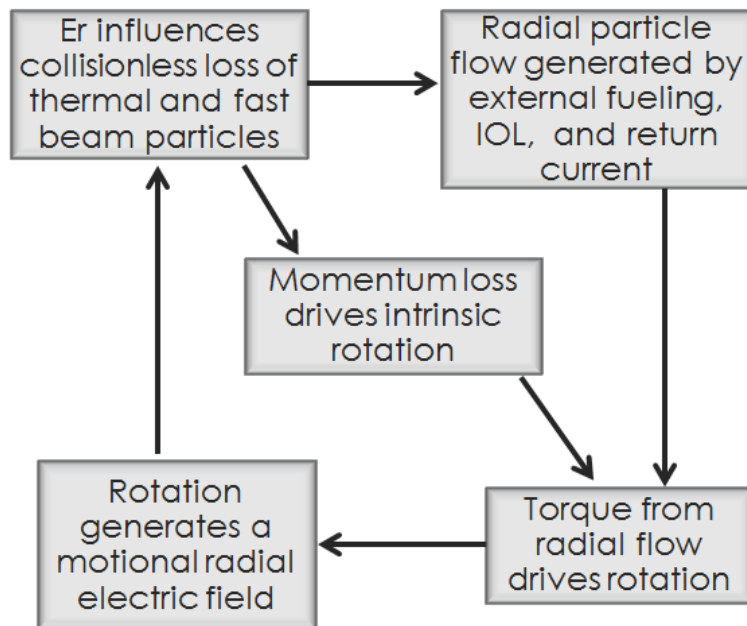 Er influences
collisionless loss of
thermal and fast
beam particles
Radial particle
flow generated by
external fueling,
IOL, and return
current
Momentum loss
drives intrinsic
rotation
Rotation
generates a
motional radial
electric field
Torque from
radial flow
drives rotation